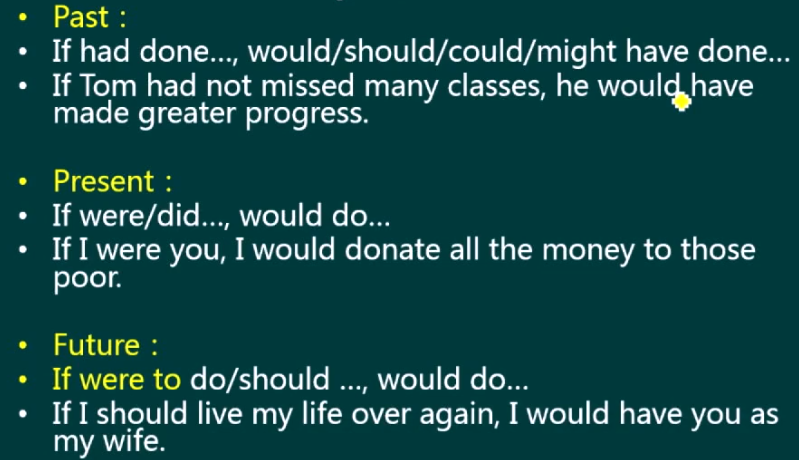 • Past：
• If had done..., would/should/could/might have done...
• If Tom had not missed many classes, he would have
made greater progress.
• Present：
• If were/did..., would do...
• If I were you, I would donate all the money to those
poor.
• Future：
• If were to do/should ..., would do...
• If I should live my life over again, I would have you as
my wife.